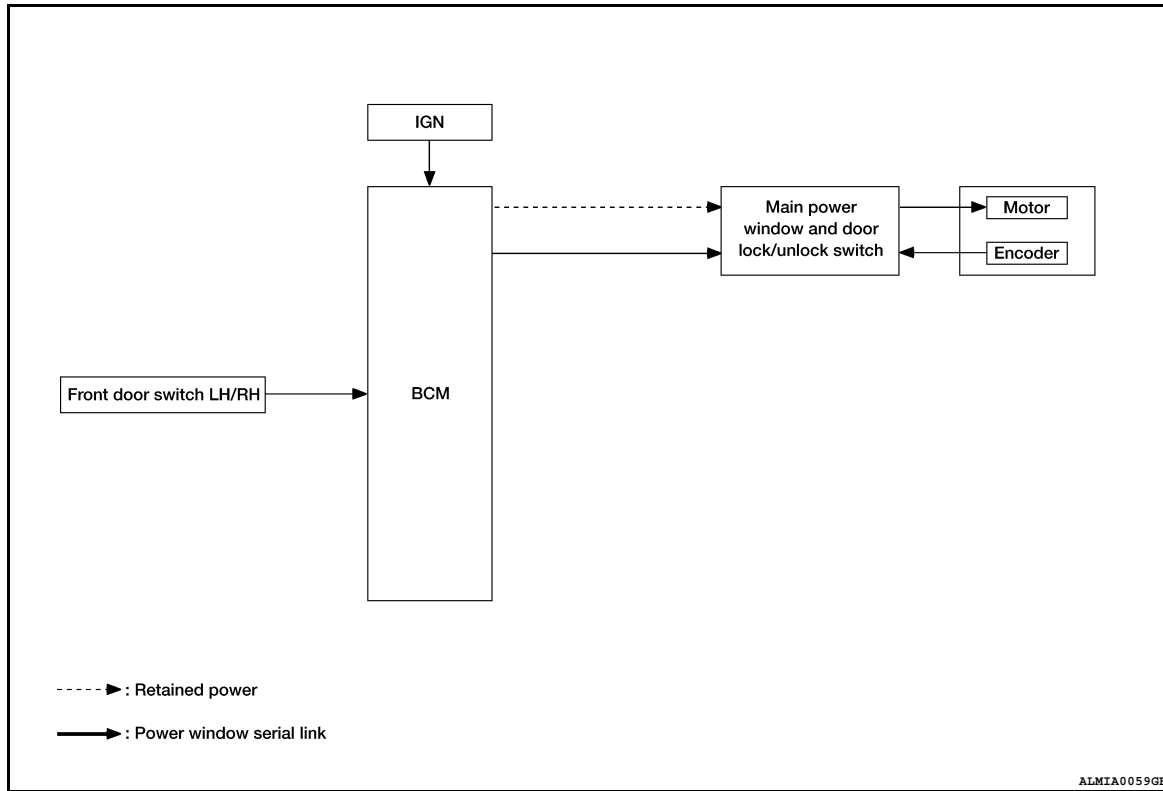 IGN
Main power
window and door
lock/unlock switch
Motor
Encoder
Front door switch LH/RH
BCM
: Retained power
: Power window serial link
ALMIA0059GB